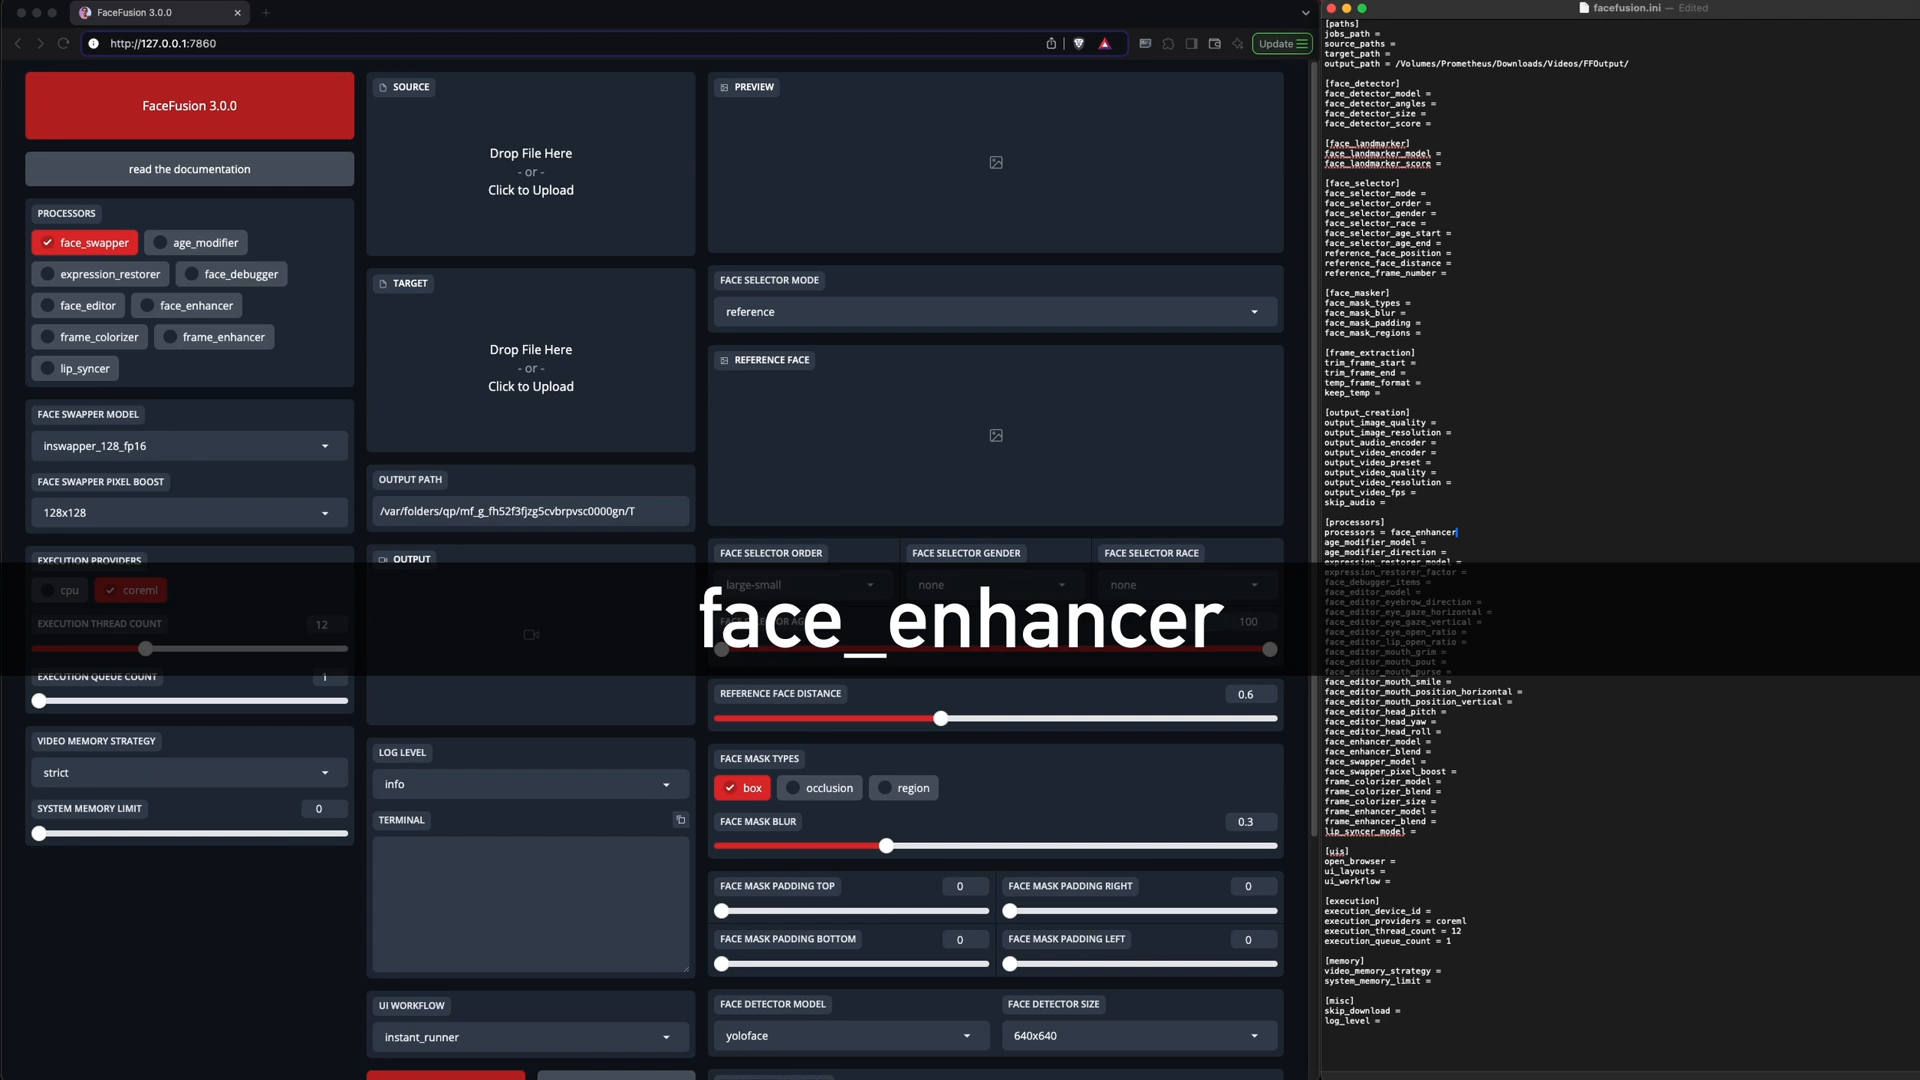 FaceFusion 3.0.0
http://127.0.0.1:7860
Update
FaceFusion 3.0.0
read the documentation
PROCESSORS
face_swapper
age_modifier
expression_restorer
face_debugger
face_editor
face_enhancer
frame_colorizer
frame_enhancer
lip_syncer
FACE SWAPPER MODEL
inswapper_128_fp16
FACE SWAPPER PIXEL BOOST
128x128
EXECUTION PROVIDERS
cpu
coreml
EXECUTION THREAD COUNT
12
EXECUTION QUEUE COUNT
1
VIDEO MEMORY STRATEGY
strict
SYSTEM MEMORY LIMIT
0
SOURCE
Drop File Here
- or -
Click to Upload
TARGET
Drop File Here
- or -
Click to Upload
OUTPUT PATH
/var/folders/qp/mf_g_fh52f3fjzg5cvbrpvsc0000gn/T
OUTPUT
LOG LEVEL
info
TERMINAL
UI WORKFLOW
instant_runner
PREVIEW
FACE SELECTOR MODE
reference
REFERENCE FACE
FACE SELECTOR ORDER
large-small
FACE SELECTOR GENDER
none
FACE SELECTOR RACE
none
face_enhancer
100
REFERENCE FACE DISTANCE
0.6
FACE MASK TYPES
box
occlusion
region
FACE MASK BLUR
0.3
FACE MASK PADDING TOP
0
FACE MASK PADDING RIGHT
0
FACE MASK PADDING BOTTOM
0
FACE MASK PADDING LEFT
0
FACE DETECTOR MODEL
yoloface
FACE DETECTOR SIZE
640x640
facefusion.ini — Edited
[paths]
jobs_path =
source_paths =
target_path =
output_path = /Volumes/Prometheus/Downloads/Videos/FFOutput/
[face_detector]
face_detector_model =
face_detector_angles =
face_detector_size =
face_detector_score =
[face_landmarker]
face_landmarker_model =
face_landmarker_score =
[face_selector]
face_selector_mode =
face_selector_order =
face_selector_gender =
face_selector_race =
face_selector_age_start =
face_selector_age_end =
reference_face_position =
reference_face_distance =
reference_frame_number =
[face_masker]
face_mask_types =
face_mask_blur =
face_mask_padding =
face_mask_regions =
[frame_extraction]
trim_frame_start =
trim_frame_end =
temp_frame_format =
keep_temp =
[output_creation]
output_image_quality =
output_image_resolution =
output_audio_encoder =
output_video_encoder =
output_video_preset =
output_video_quality =
output_video_resolution =
output_video_fps =
skip_audio =
[processors]
processors = face_enhancer
age_modifier_model =
age_modifier_direction =
expression_restorer_model =
expression_restorer_factor =
face_debugger_items =
face_editor_model =
face_editor_eyebrow_direction =
face_editor_eye_gaze_horizontal =
face_editor_eye_gaze_vertical =
face_editor_eye_open_ratio =
face_editor_lip_open_ratio =
face_editor_mouth_grim =
face_editor_mouth_pout =
face_editor_mouth_purse =
face_editor_mouth_smile =
face_editor_mouth_position_horizontal =
face_editor_mouth_position_vertical =
face_editor_head_pitch =
face_editor_head_yaw =
face_editor_head_roll =
face_enhancer_model =
face_enhancer_blend =
face_swapper_model =
face_swapper_pixel_boost =
frame_colorizer_model =
frame_colorizer_blend =
frame_colorizer_size =
frame_enhancer_model =
frame_enhancer_blend =
lip_syncer_model =
[uis]
open_browser =
ui_layouts =
ui_workflow =
[execution]
execution_device_id =
execution_providers = coreml
execution_thread_count = 12
execution_queue_count = 1
[memory]
video_memory_strategy =
system_memory_limit =
[misc]
skip_download =
log_level =